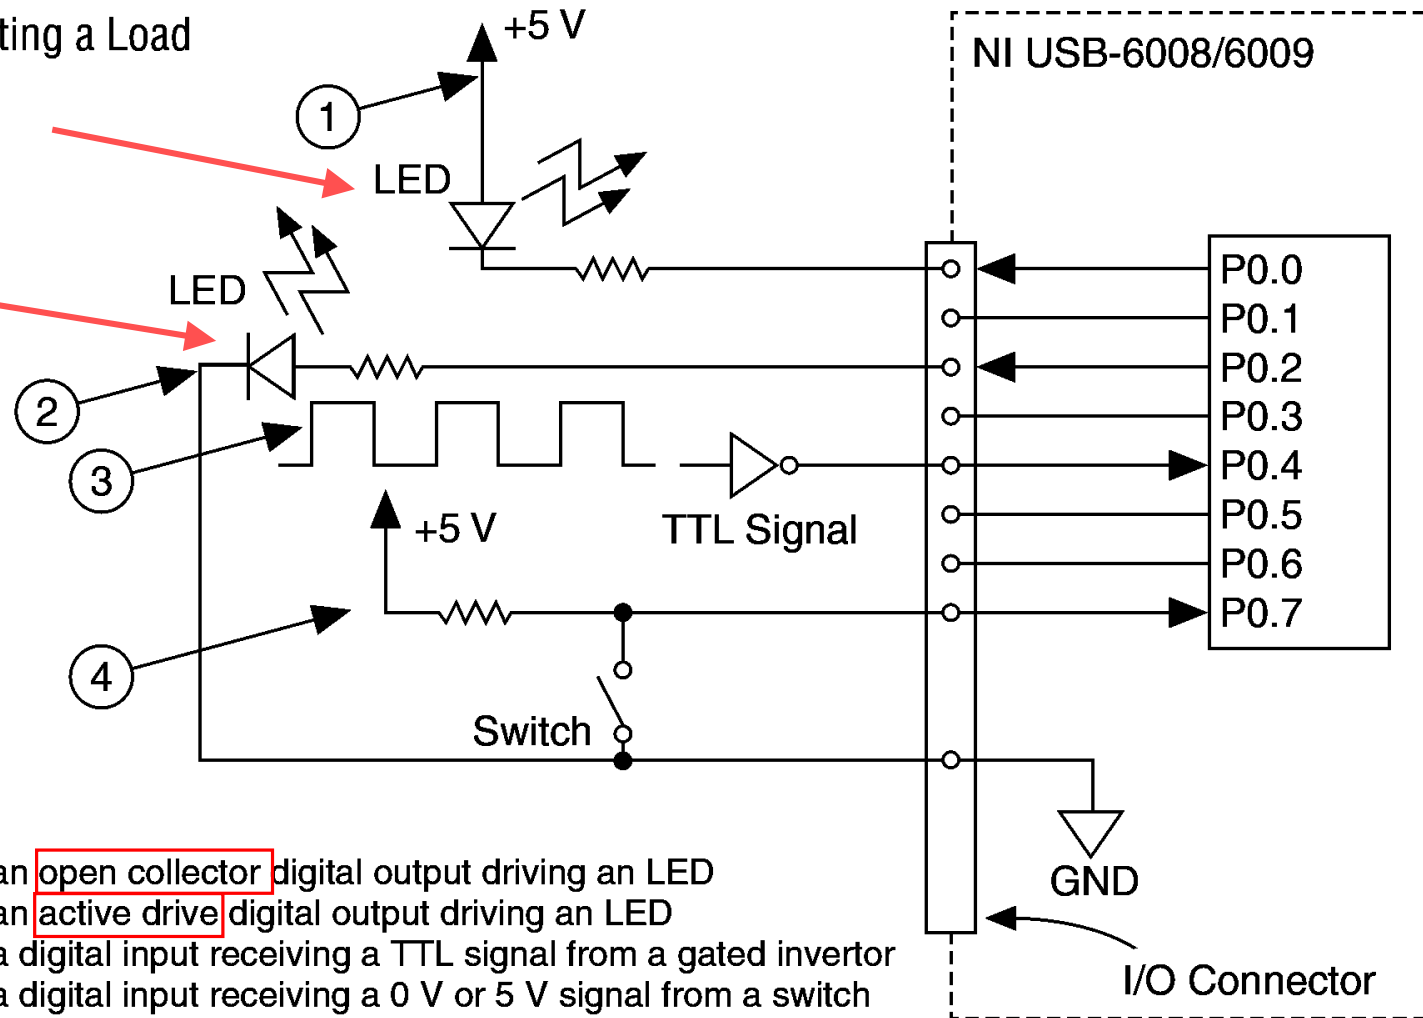 ting a Load
+5 V
NI USB-6008/6009
1
LED
LED
P0.0
P0.1
P0.2
P0.3
P0.4
P0.5
P0.6
P0.7
2
3
+5 V
TTL Signal
4
Switch
GND
an open collector digital output driving an LED
an active drive digital output driving an LED
a digital input receiving a TTL signal from a gated invertor
a digital input receiving a 0 V or 5 V signal from a switch
I/O Connector